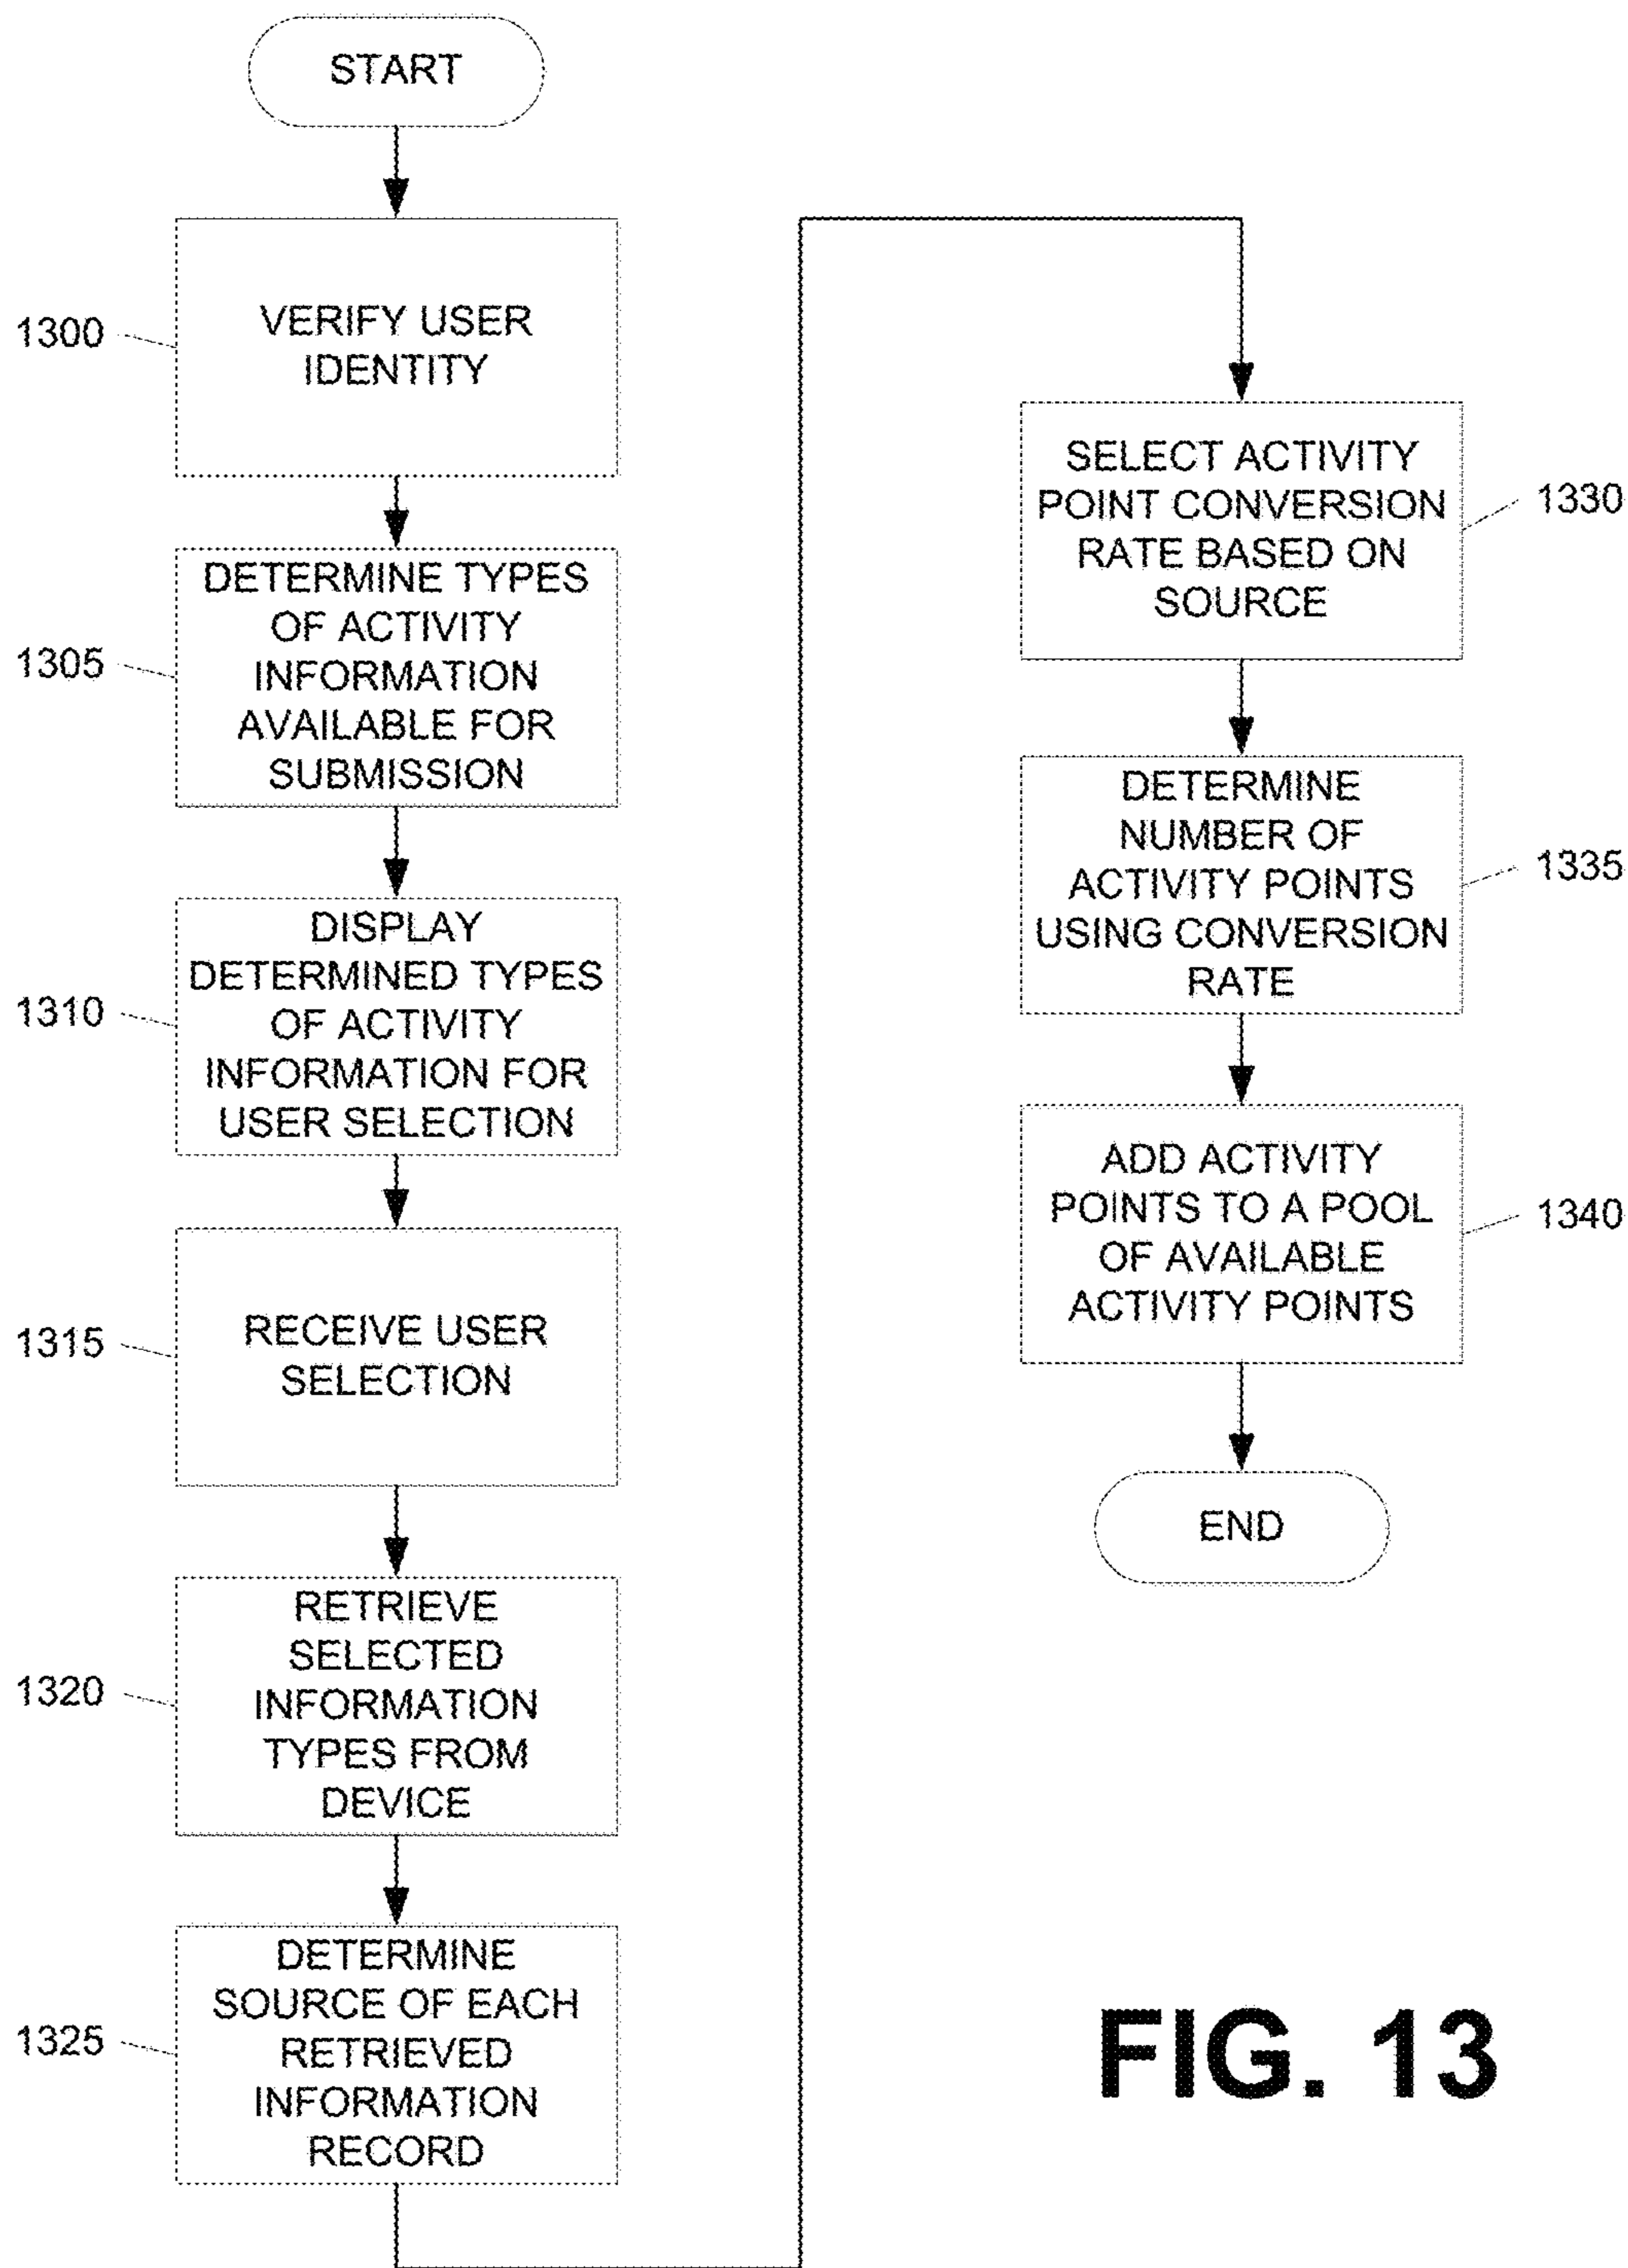 START
1300
VERIFY USER
IDENTITY
1305
DETERMINE TYPES
OF ACTIVITY
INFORMATION
AVAILABLE FOR
SUBMISSION
1310
DISPLAY
DETERMINED TYPES
OF ACTIVITY
INFORMATION FOR
USER SELECTION
1315
RECEIVE USER
SELECTION
1320
RETRIEVE
SELECTED
INFORMATION
TYPES FROM
DEVICE
1325
DETERMINE
SOURCE OF EACH
RETRIEVED
INFORMATION
RECORD
SELECT ACTIVITY
POINT CONVERSION
RATE BASED ON
SOURCE
1330
DETERMINE
NUMBER OF
ACTIVITY POINTS
USING CONVERSION
RATE
1335
ADD ACTIVITY
POINTS TO A POOL
OF AVAILABLE
ACTIVITY POINTS
1340
END
FIG. 13